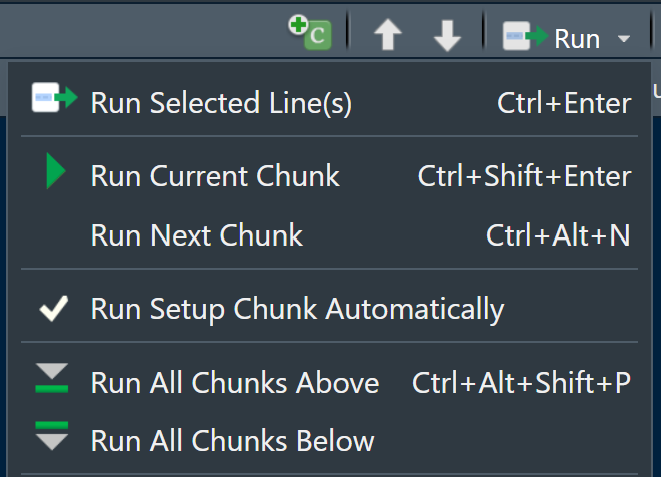 C
Run
Run Selected Line(s) Ctrl+Enter
Run Current Chunk Ctrl+Shift+Enter
Run Next Chunk Ctrl+Alt+N
Run Setup Chunk Automatically
Run All Chunks Above Ctrl+Alt+Shift+P
Run All Chunks Below